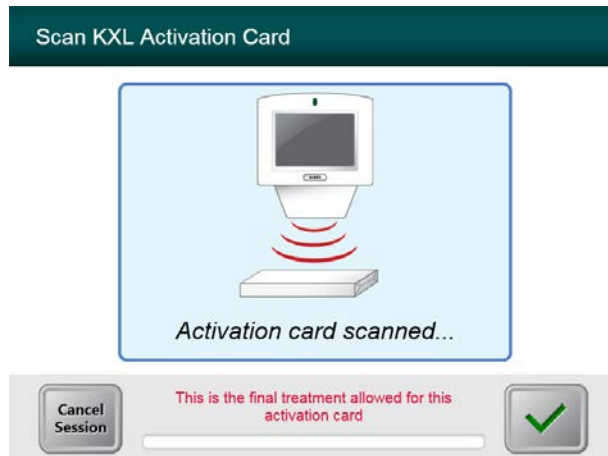 Scan KXL Activation Card
Activation card scanned...
Cancel
Session
This is the final treatment allowed for this
activation card